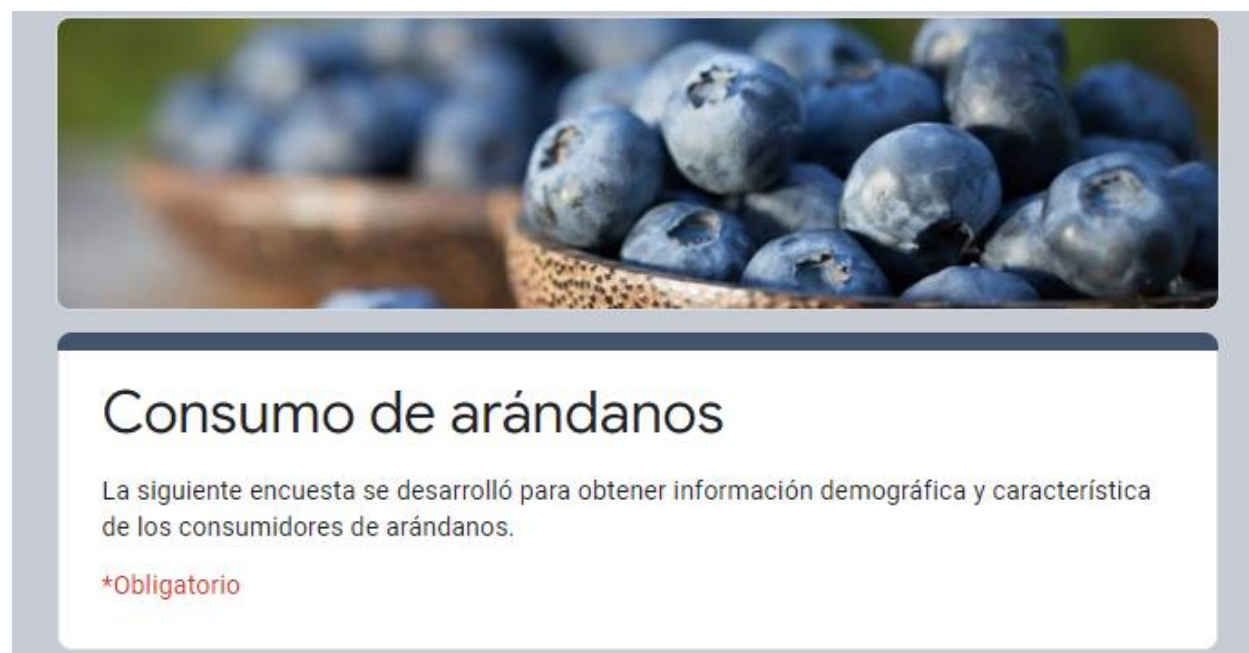 Consumo de arándanos
La siguiente encuesta se desarrolló para obtener información demográfica y característica
de los consumidores de arándanos.
*Obligatorio